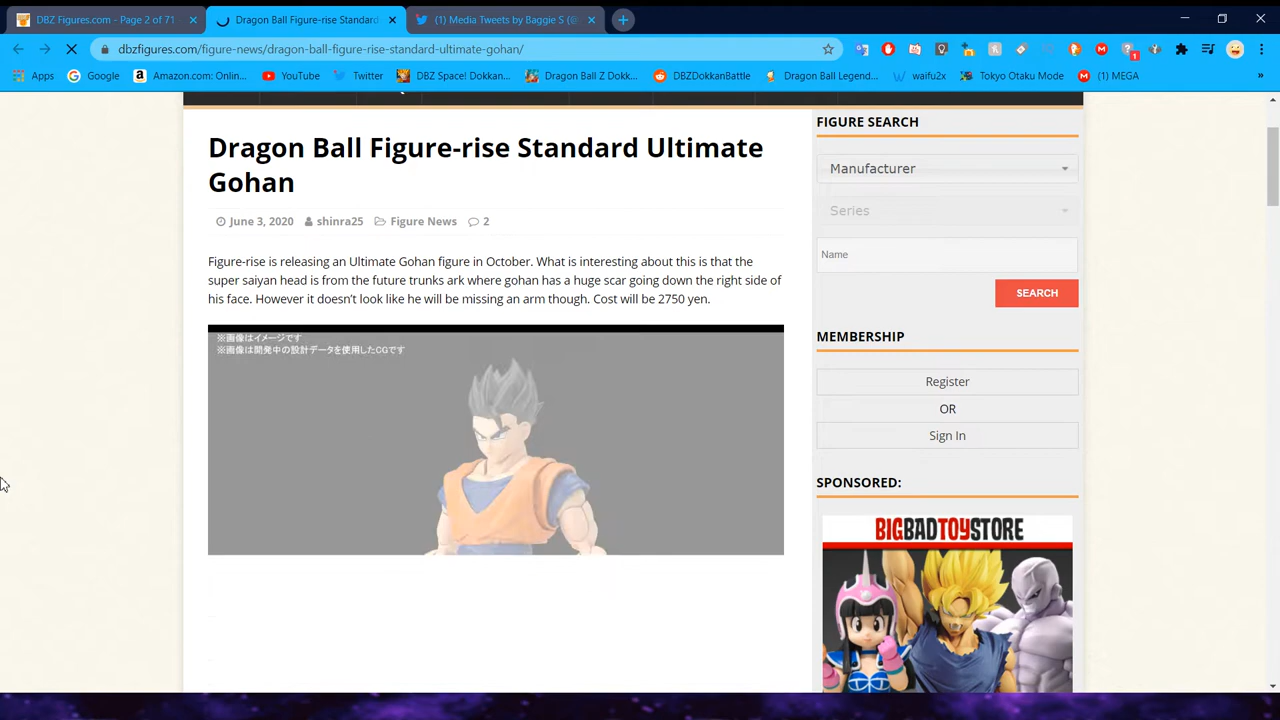 DBZ Figures.com - Page 2 of 71
Dragon Ball Figure-rise Standard
(1) Media Tweets by Baggie S (@
dbzfigures.com/figure-news/dragon-ball-figure-rise-standard-ultimate-gohan/
Apps
Google
Amazon.com: Onlin...
YouTube
Twitter
DBZ Space! Dokkan...
Dragon Ball Z Dokk...
DBZDokkanBattle
Dragon Ball Legend...
waifu2x
Tokyo Otaku Mode
(1) MEGA
»
Dragon Ball Figure-rise Standard Ultimate
Gohan
June 3, 2020
shinra25
Figure News
2
Figure-rise is releasing an Ultimate Gohan figure in October. What is interesting about this is that the
super saiyan head is from the future trunks ark where gohan has a huge scar going down the right side of
his face. However it doesn't look like he will be missing an arm though. Cost will be 2750 yen.
※画像はイメージです
※画像は開発中の設計データを使用したCGです
FIGURE SEARCH
Manufacturer
Series
Name
SEARCH
MEMBERSHIP
Register
OR
Sign In
SPONSORED:
BIGBADTOYSTORE